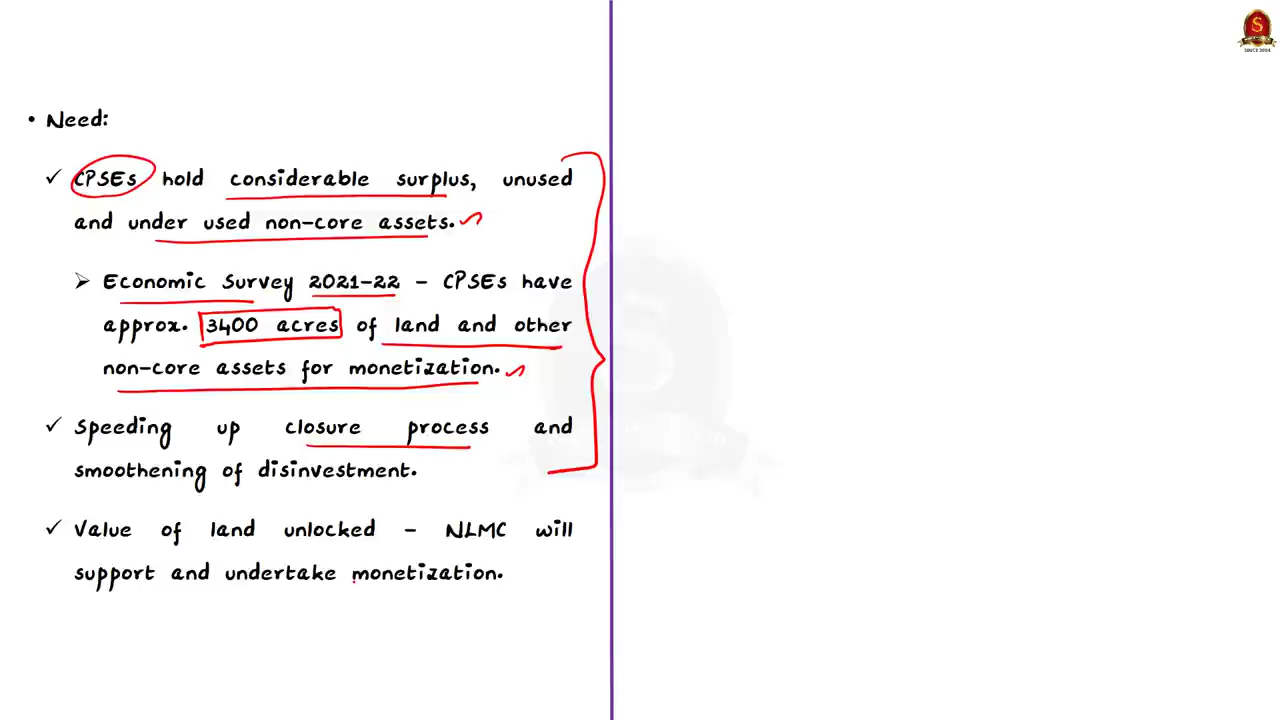 • Need:
✓ CPSEs hold considerable surplus, unused
and under used non-core assets.
➢ Economic Survey 2021-22 – CPSEs have
approx. 3400 acres of land and other
non-core assets for monetization.
✓ Speeding up closure process and
smoothening of disinvestment.
✓ Value of land unlocked – NLMC will
support and undertake monetization.
S
SINCE 2004